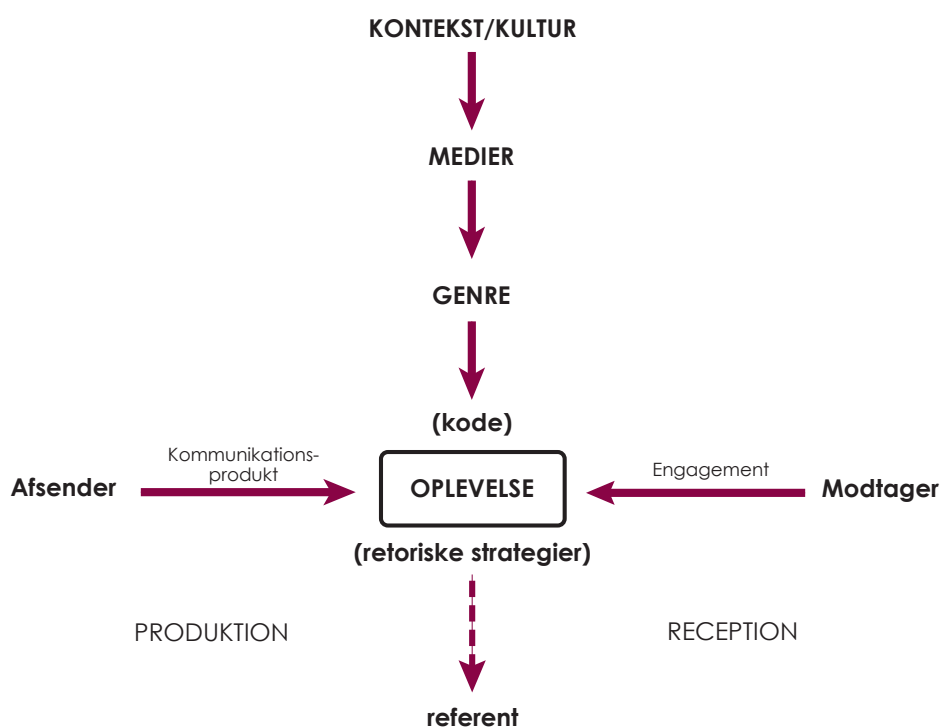 KONTEKST/KULTUR
MEDIER
GENRE
(kode)
Kommunikations-
produkt
Afsender
OPLEVELSE
Engagement
Modtager
(retoriske strategier)
PRODUKTION
RECEPTION
referent